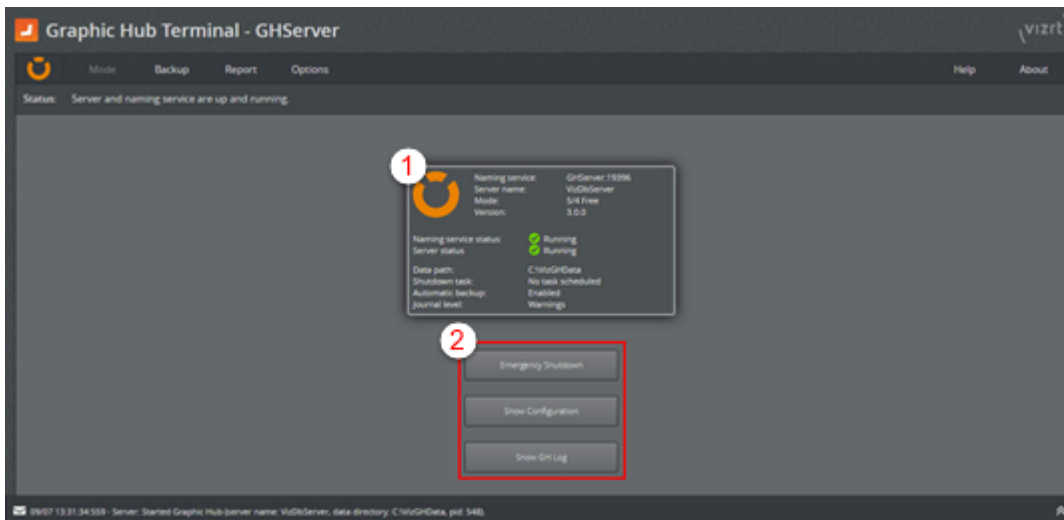 Graphic Hub Terminal - GHServer
vizrt
Mode Backup Report Options Help About
Status: Server and naming service are up and running.
1
Naming service: GHServer:19396
Server name: VizDbServer
Mode: 5/4 Free
Version: 3.0.0
Naming service status: Running
Server status Running
Data path: C:\VizGHData
Shutdown task: No task scheduled
Automatic backup: Enabled
Journal level: Warnings
2
Emergency Shutdown
Show Configuration
Show GH Log
09/07 13:31:34:559 - Server: Started Graphic Hub (server name: VizDbServer, data directory: C:\VizGHData, pid: 548).